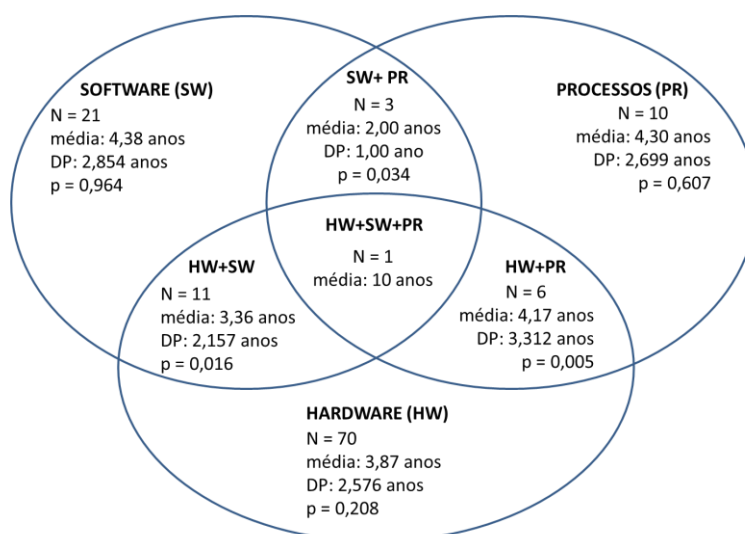 SOFTWARE (SW)
N = 21
média: 4,38 anos
DP: 2,854 anos
p = 0,964
SW+ PR
N = 3
média: 2,00 anos
DP: 1,00 ano
p = 0,034
PROCESSOS (PR)
N = 10
média: 4,30 anos
DP: 2,699 anos
p = 0,607
HW+SW+PR
N = 1
média: 10 anos
HW+SW
N = 11
média: 3,36 anos
DP: 2,157 anos
p = 0,016
HW+PR
N = 6
média: 4,17 anos
DP: 3,312 anos
p = 0,005
HARDWARE (HW)
N = 70
média: 3,87 anos
DP: 2,576 anos
p = 0,208